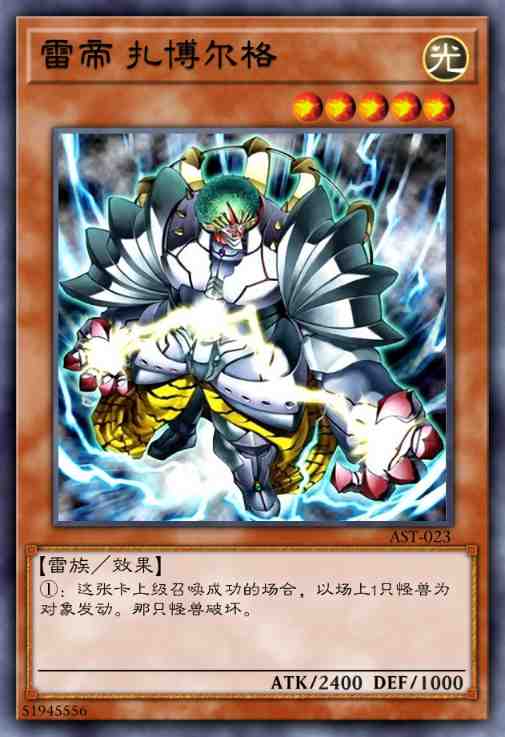 雷帝 扎博尔格
光
AST-023
【雷族／效果】
①：这张卡上级召唤成功的场合，以场上1只怪兽为
对象发动。那只怪兽破坏。
ATK/2400 DEF/1000
51945556